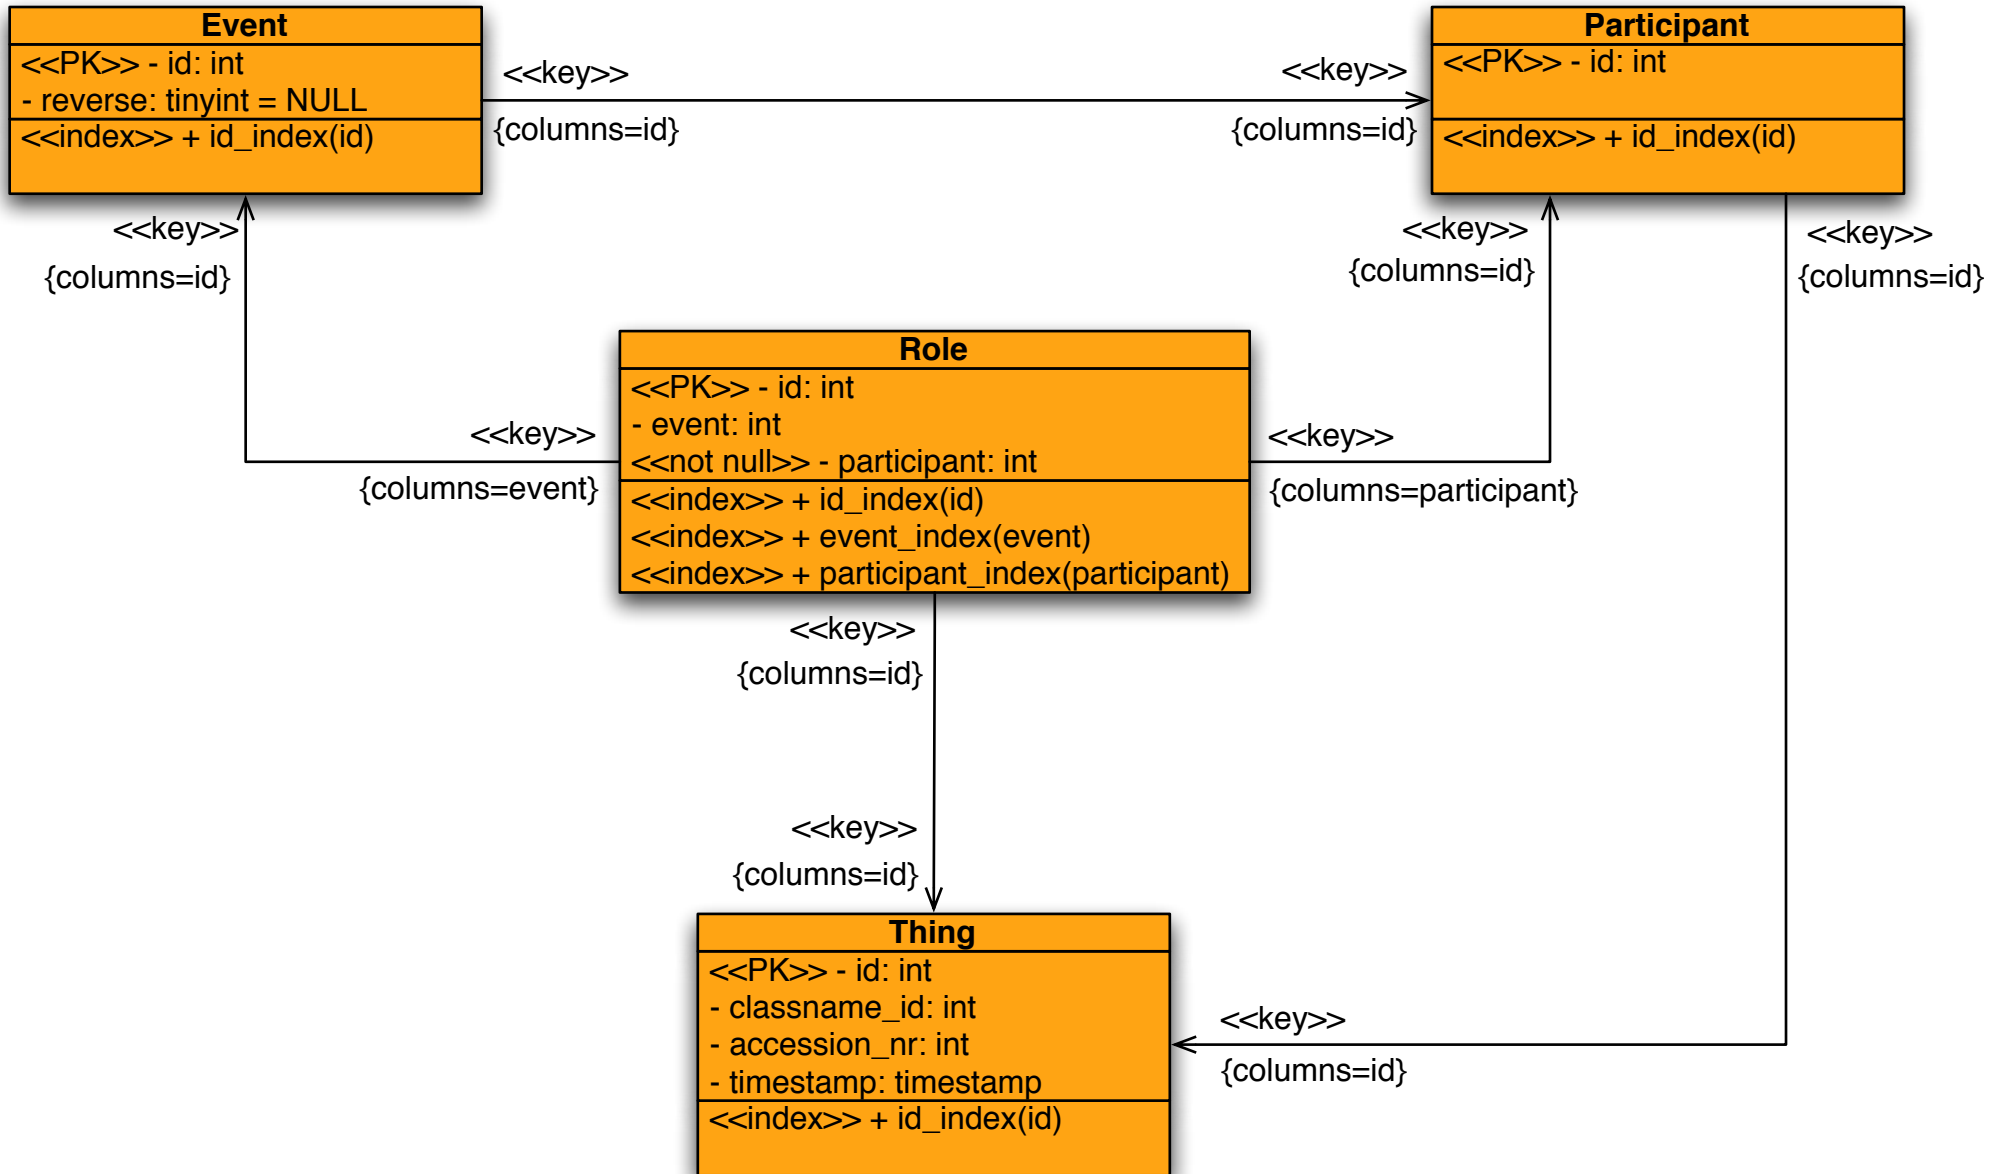 Event
<<PK>> - id: int
- reverse: tinyint = NULL
<<index>> + id_index(id)
<<key>>
{columns=id}
<<key>>
{columns=id}
Participant
<<PK>> - id: int
<<index>> + id_index(id)
<<key>>
{columns=id}
<<key>>
{columns=id}
<<key>>
{columns=id}
Role
<<PK>> - id: int
- event: int
<<not null>> - participant: int
<<index>> + id_index(id)
<<index>> + event_index(event)
<<index>> + participant_index(participant)
<<key>>
{columns=event}
<<key>>
{columns=participant}
<<key>>
{columns=id}
<<key>>
{columns=id}
Thing
<<PK>> - id: int
- classname_id: int
- accession_nr: int
- timestamp: timestamp
<<index>> + id_index(id)
<<key>>
{columns=id}